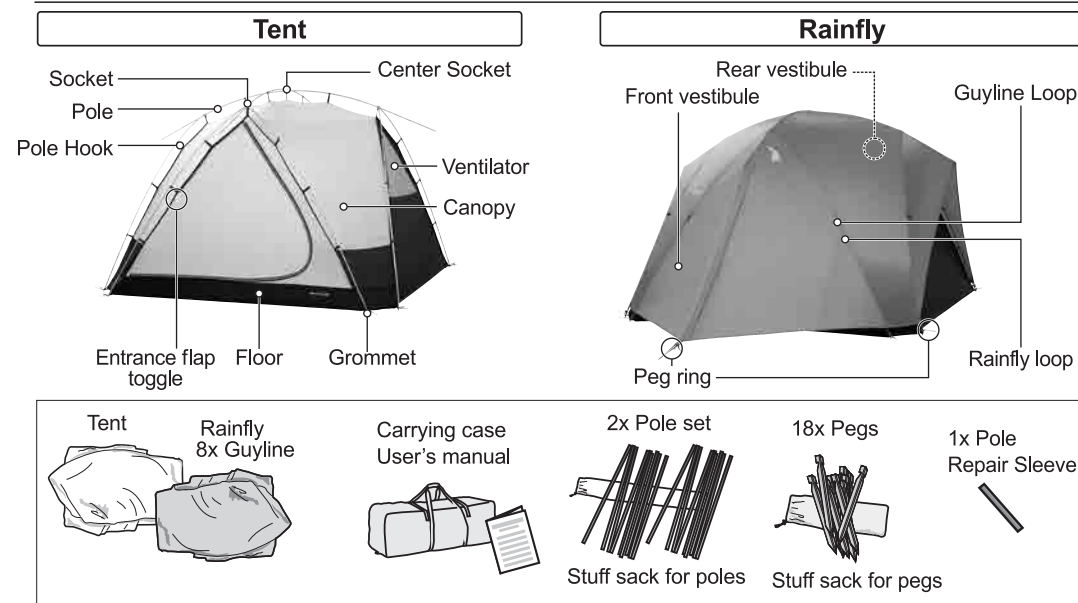 Tent
Socket
Center Socket
Pole
Pole Hook
Ventilator
Canopy
Entrance flap
toggle
Floor
Grommet
Rainfly
Rear vestibule
Front vestibule
Guyline Loop
Peg ring
Rainfly loop
Tent
Rainfly
8x Guyline
Carrying case
User's manual
2x Pole set
Stuff sack for poles
18x Pegs
Stuff sack for pegs
1x Pole
Repair Sleeve